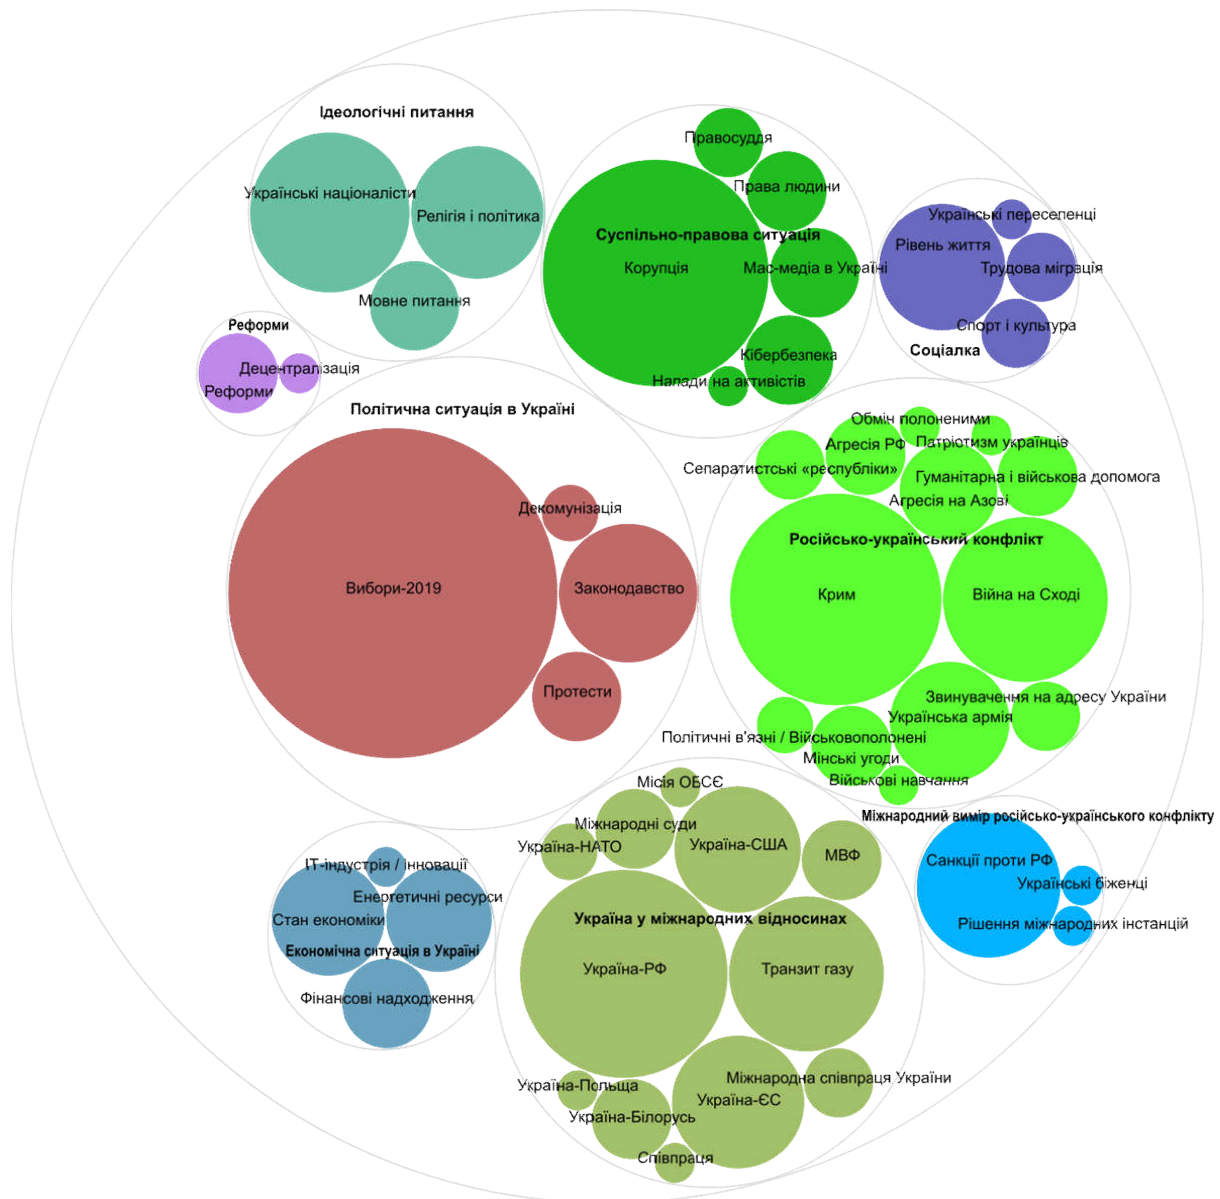 Ідеологічні питання
Українські націоналісти
Релігія і політика
Мовне питання
Правосуддя
Права людини
Суспільно-правова ситуація
Корупція
Мас-медіа в Україні
Кібербезпека
Напади на активістів
Українські переселенці
Рівень життя
Трудова міграція
Спорт і культура
Соціалка
Реформи
Децентралізація
Реформи
Політична ситуація в Україні
Декомунізація
Вибори-2019
Законодавство
Протести
Обмін полоненими
Агресія РФ
Патріотизм українців
Сепаратистські «республіки»
Гуманітарна і військова допомога
Агресія на Азові
Російсько-український конфлікт
Крим
Війна на Сході
Звинувачення на адресу України
Українська армія
Політичні в'язні / Військовополонені
Мінські угоди
Військові навчання
Місія ОБСЄ
Міжнародні суди
Україна-НАТО
Україна-США
МВФ
Україна у міжнародних відносинах
Україна-РФ
Транзит газу
Україна-Польща
Міжнародна співпраця України
Україна-ЄС
Україна-Білорусь
Співпраця
Міжнародний вимір російсько-українського конфлікту
Санкції проти РФ
Українські біженці
Рішення міжнародних інстанцій
ІТ-індустрія / інновації
Енергетичні ресурси
Стан економіки
Економічна ситуація в Україні
Фінансові надходження